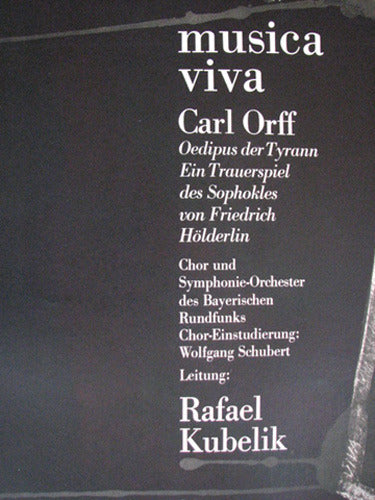 musica
viva
Carl Orff
Oedipus der Tyrann
Ein Trauerspiel
des Sophokles
von Friedrich
Hölderlin
Chor und
Symphonie-Orchester
des Bayerischen
Rundfunks
Chor-Einstudierung:
Wolfgang Schubert
Leitung:
Rafael
Kubelik